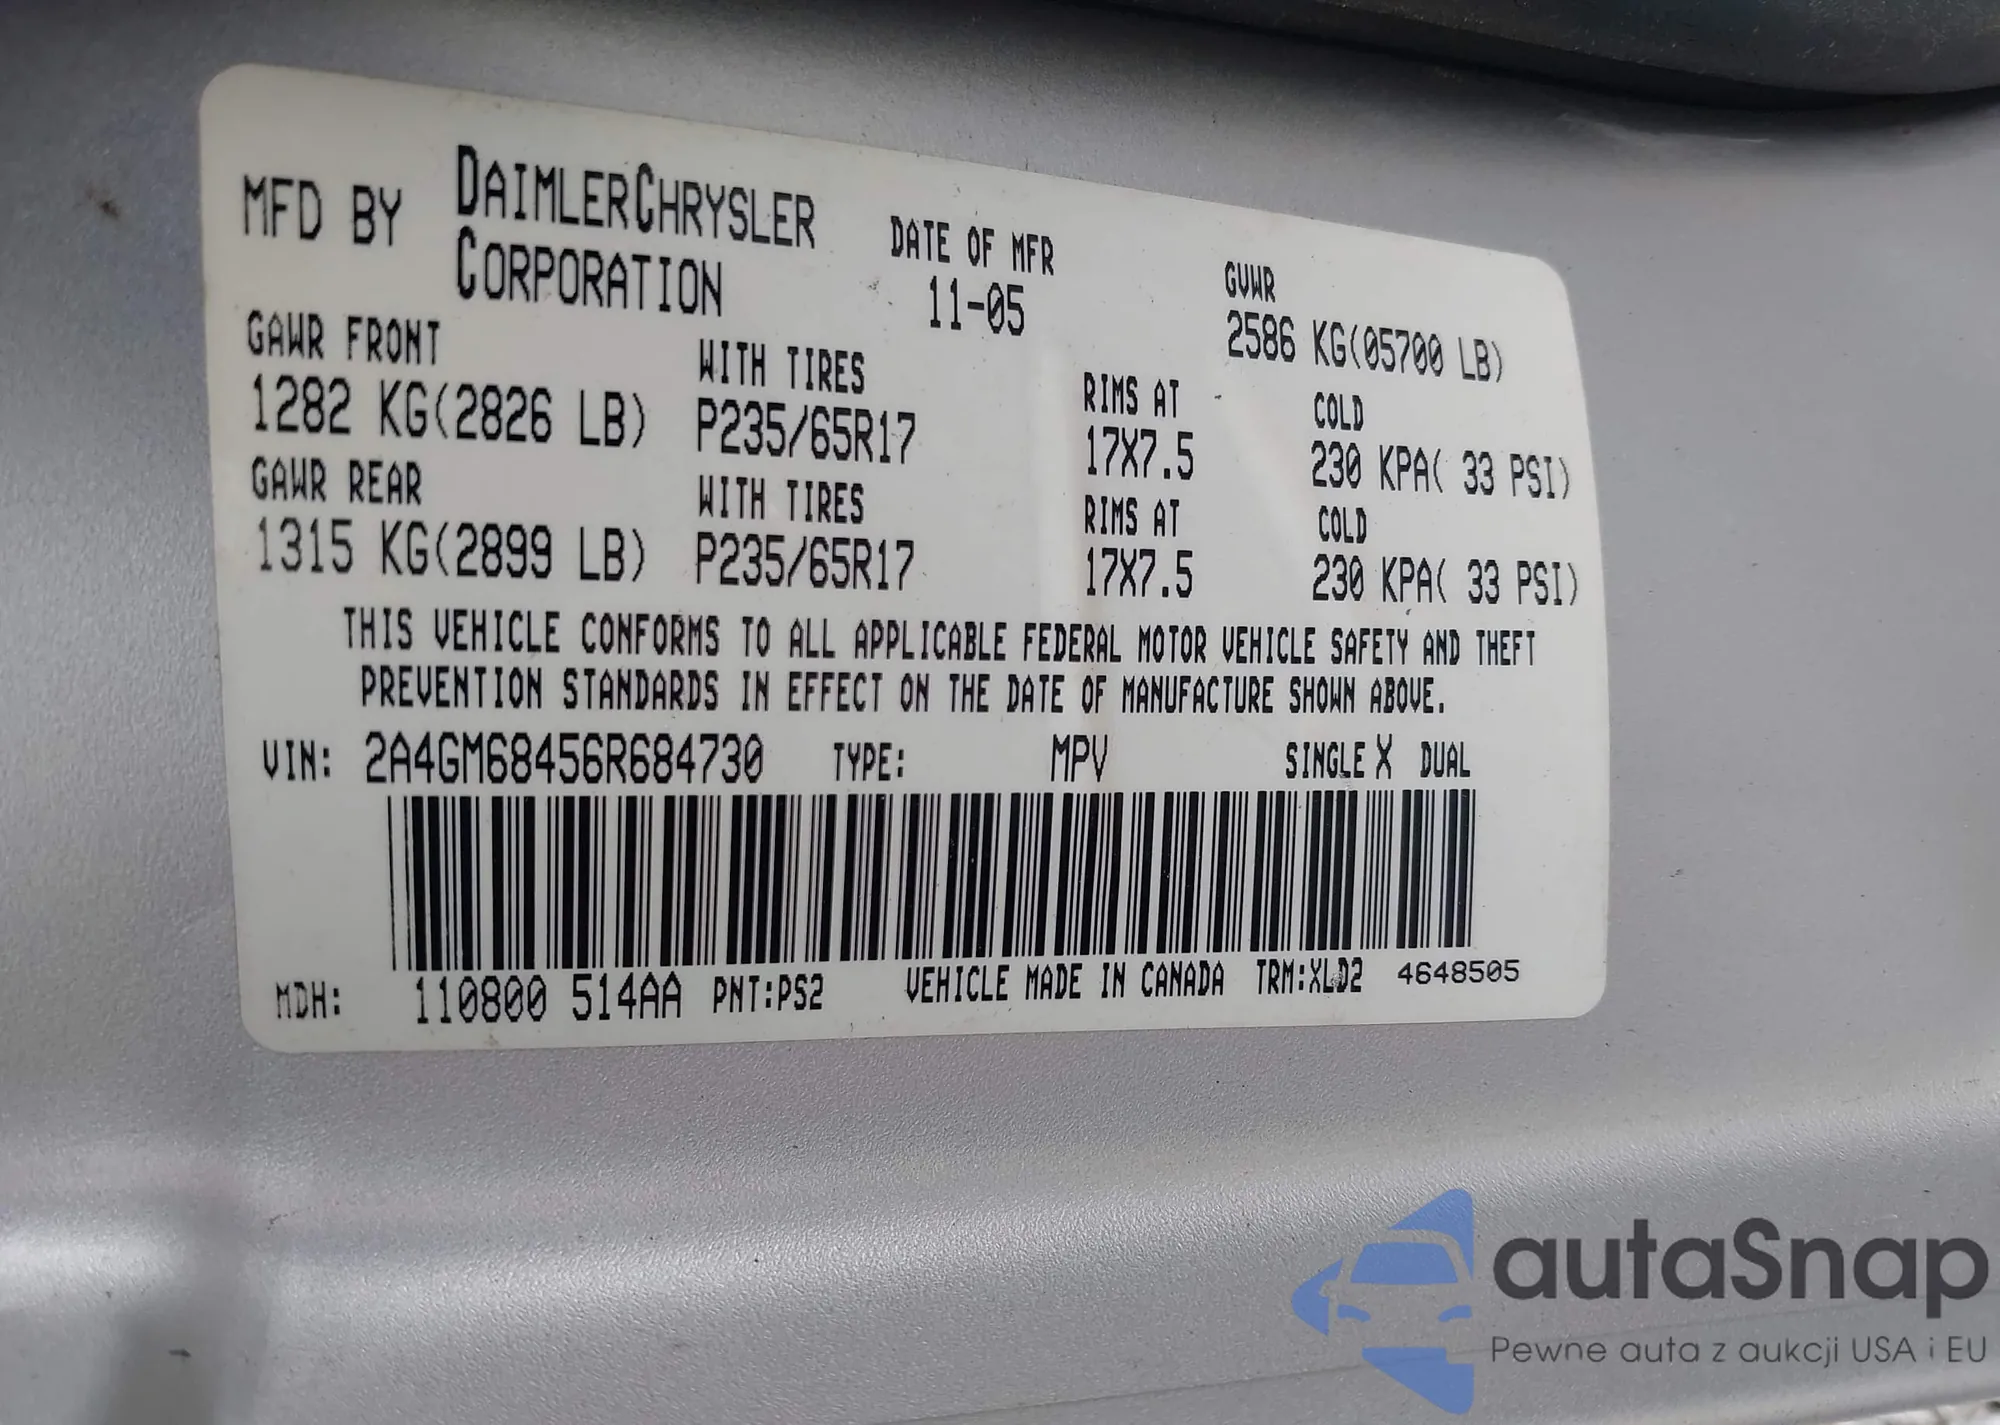 MFD BY DAIMLERCHRYSLER CORPORATION DATE OF MFR 11-05 GVWR 2586 KG(05700 LB)
GAWR FRONT WITH TIRES RIMS AT COLD
1282 KG(2826 LB) P235/65R17 17X7.5 230 KPA( 33 PSI)
GAWR REAR WITH TIRES RIMS AT COLD
1315 KG(2899 LB) P235/65R17 17X7.5 230 KPA( 33 PSI)
THIS VEHICLE CONFORMS TO ALL APPLICABLE FEDERAL MOTOR VEHICLE SAFETY AND THEFT
PREVENTION STANDARDS IN EFFECT ON THE DATE OF MANUFACTURE SHOWN ABOVE.
VIN: 2A4GM68456R684730 TYPE: MPV SINGLE X DUAL
MDH: 110800 514AA PNT:PS2 VEHICLE MADE IN CANADA TRM:XLD2 4648505
autaSnap
Pewne auta z aukcji USA i EU